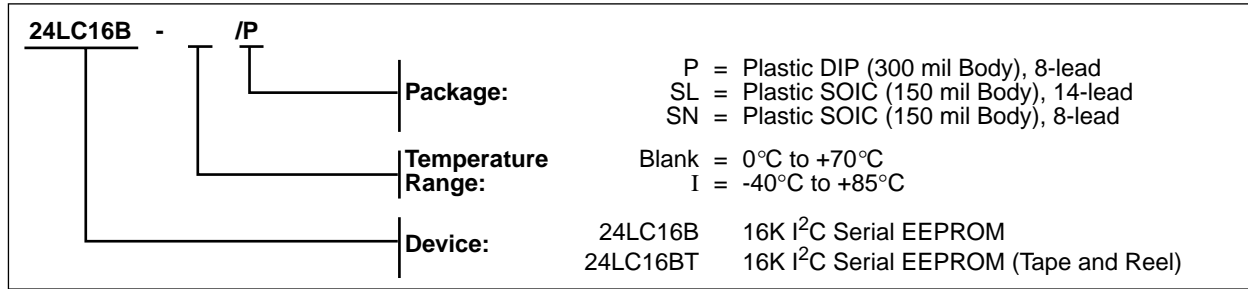 24LC16B - /P
Package: P = Plastic DIP (300 mil Body), 8-lead
SL = Plastic SOIC (150 mil Body), 14-lead
SN = Plastic SOIC (150 mil Body), 8-lead
Temperature Range: Blank = 0°C to +70°C
I = -40°C to +85°C
Device: 24LC16B 16K I²C Serial EEPROM
24LC16BT 16K I²C Serial EEPROM (Tape and Reel)